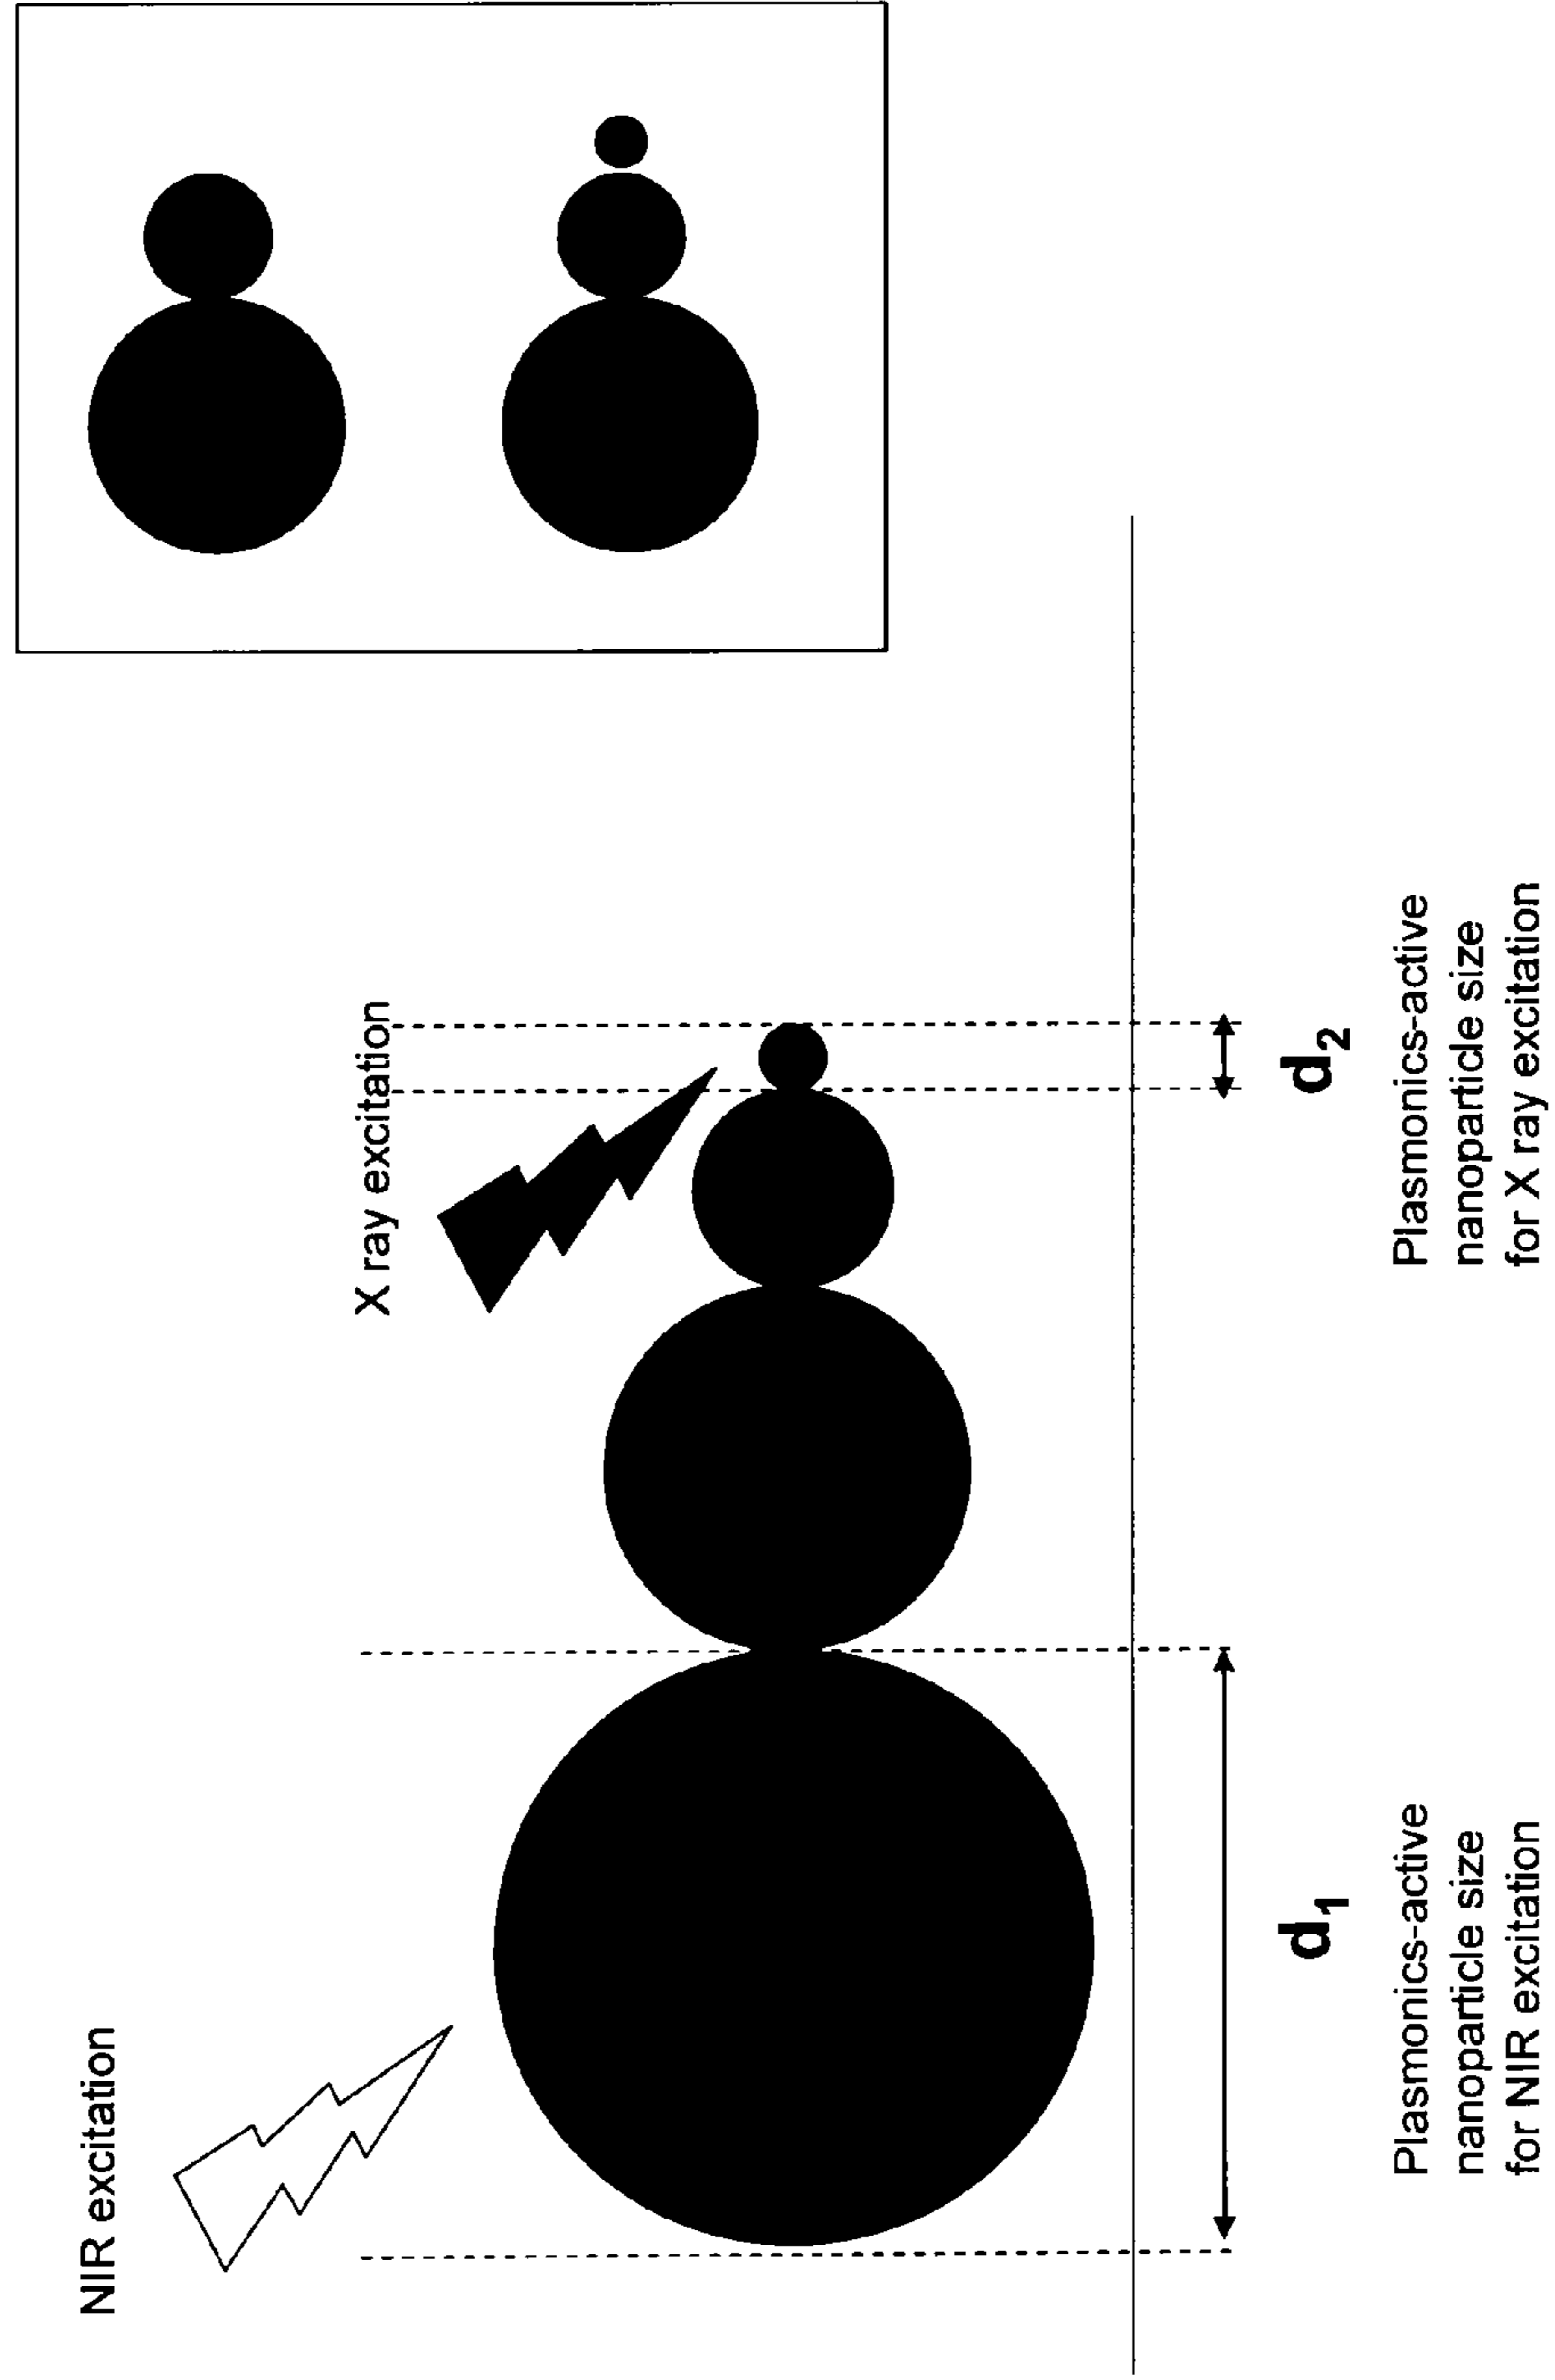 NIR excitation
X ray excitation
d1
d2
Plasmonics-active
nanoparticle size
for NIR excitation
Plasmonics-active
nanoparticle size
for X ray excitation